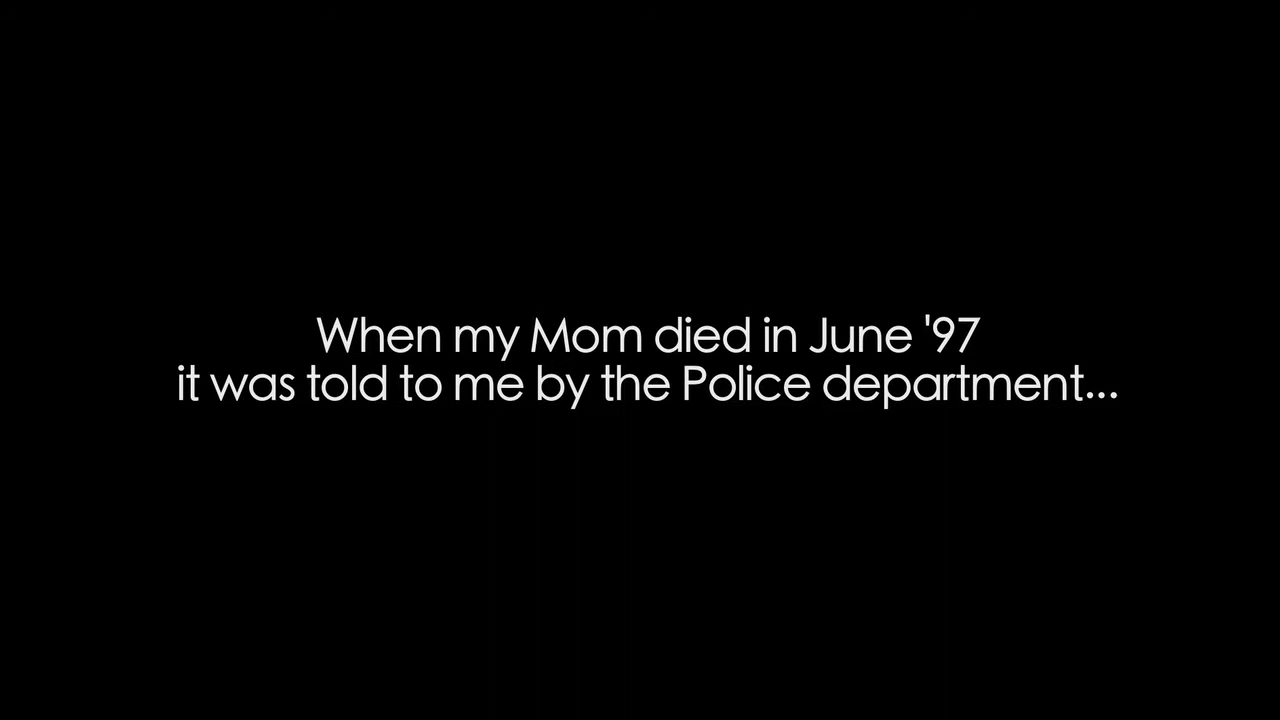 When my Mom died in June '97
it was told to me by the Police department...